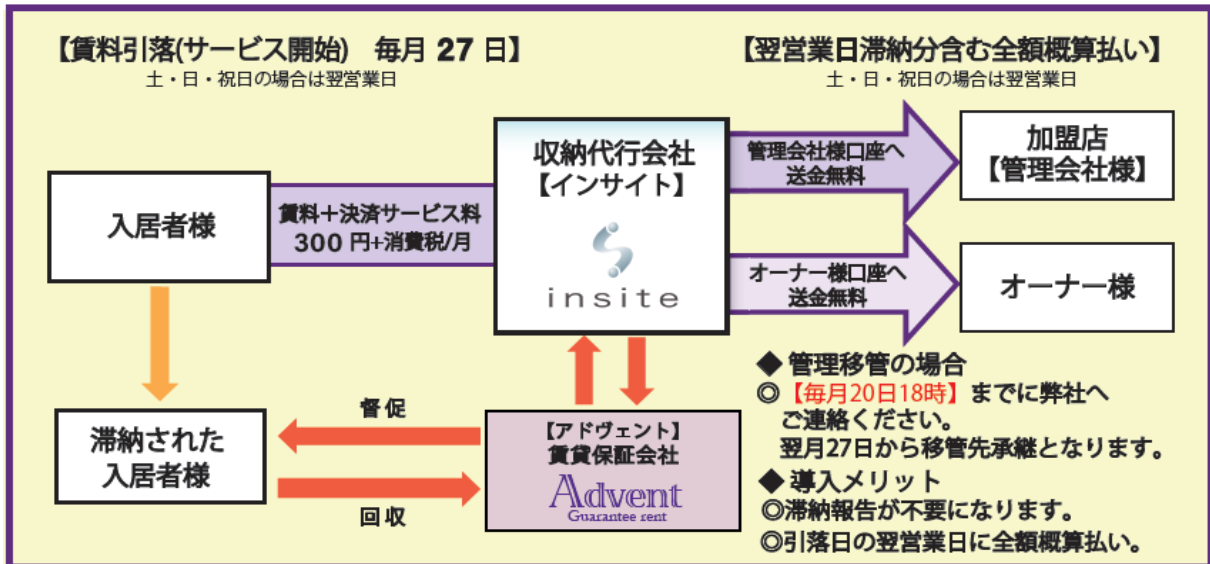 【賃料引落(サービス開始)　毎月 27 日】
土・日・祝日の場合は翌営業日
【翌営業日滞納分含む全額概算払い】
土・日・祝日の場合は翌営業日
入居者様
賃料＋決済サービス料
300 円+消費税/月
収納代行会社
【インサイト】
insite
管理会社様口座へ
送金無料
加盟店
【管理会社様】
オーナー様口座へ
送金無料
オーナー様
滞納された
入居者様
督促
回収
【アドヴェント】
賃貸保証会社
Advent
Guarantee rent
◆ 管理移管の場合
◎【毎月20日18時】までに弊社へ
ご連絡ください。
翌月27日から移管先承継となります。
◆ 導入メリット
◎滞納報告が不要になります。
◎引落日の翌営業日に全額概算払い。